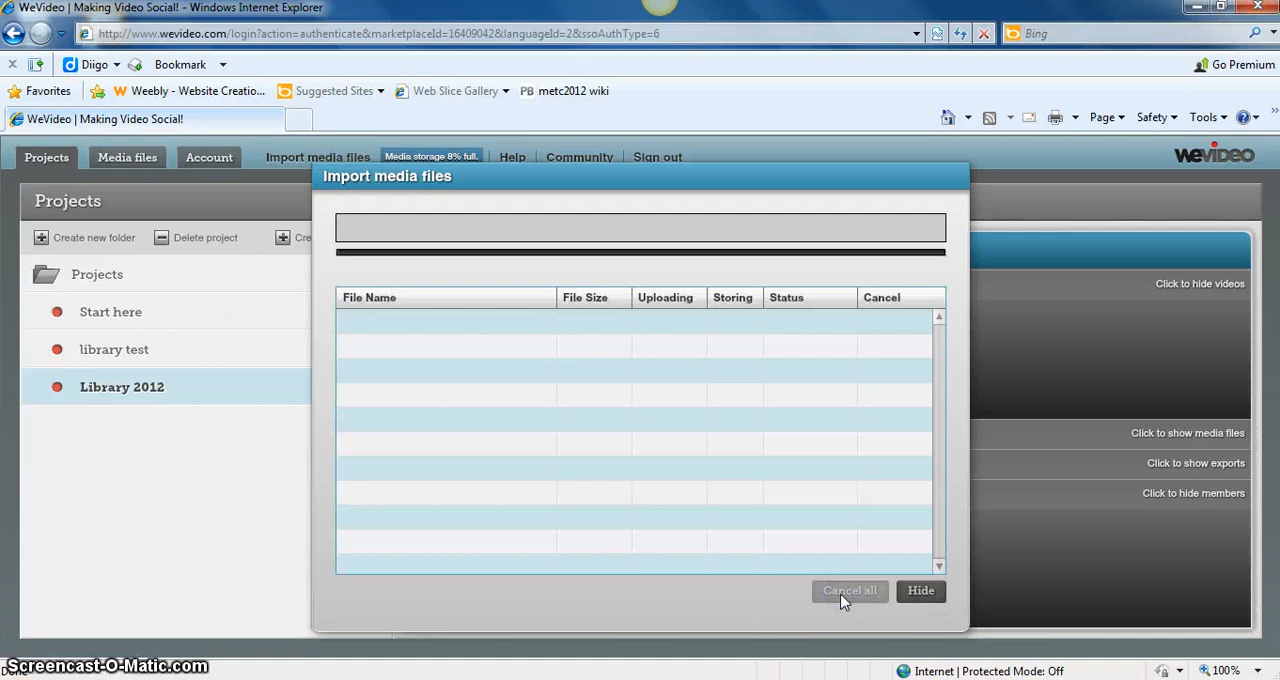 WeVideo | Making Video Social! - Windows Internet Explorer
http://www.wevideo.com/login?action=authenticate&marketplaceId=16409042&languageId=2&ssoAuthType=6
Bing
Diigo Bookmark Go Premium
Favorites Weebly - Website Creatio... Suggested Sites Web Slice Gallery PB metc2012 wiki
WeVideo | Making Video Social! Page Safety Tools
Projects Media files Account Import media files Media storage 8% full. Help Community Sign out WEVIDEO
Import media files
Projects
Create new folder Delete project Cre
Projects
Click to hide videos
File Name File Size Uploading Storing Status Cancel
Start here
library test
Library 2012
Click to show media files
Click to show exports
Click to hide members
Cancel all Hide
Screencast-O-Matic.com
Internet | Protected Mode: Off 100%